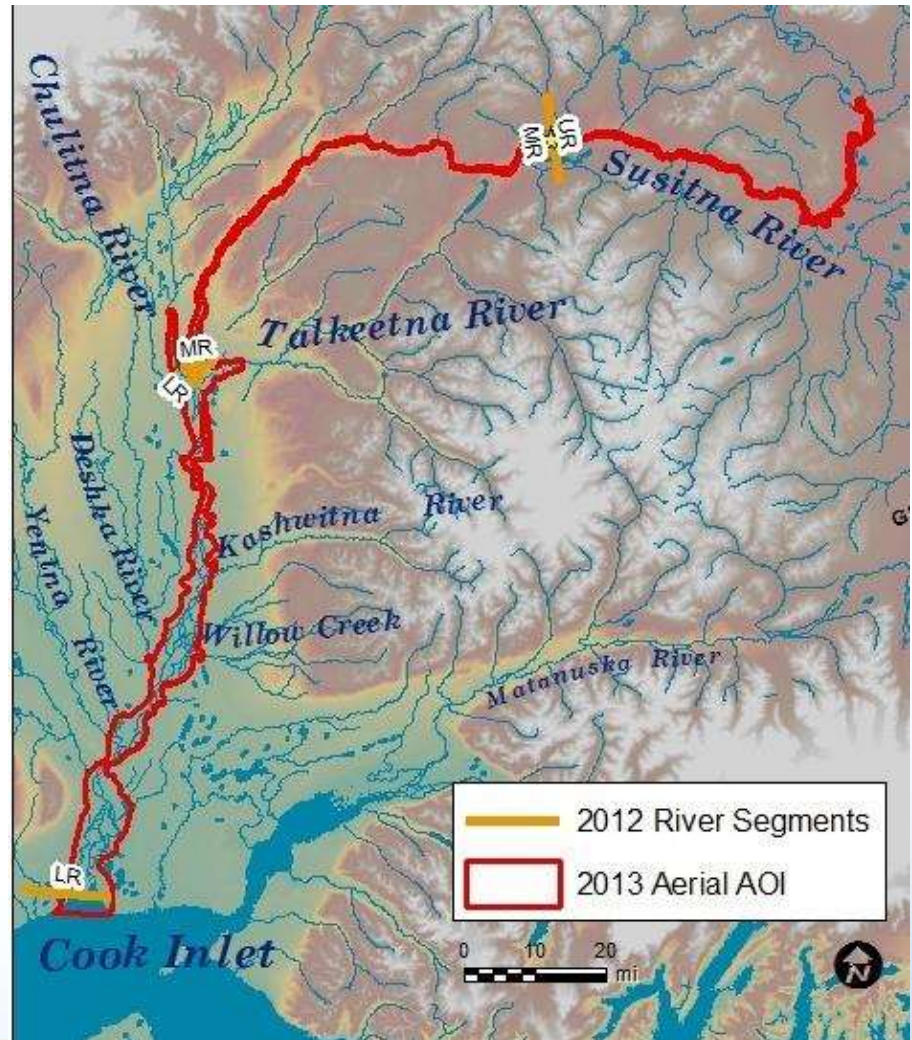 Chulitna River
MR
UR
Susitna River
Talkeetna River
MR
LR
Deshka River
Yentna River
Kashwitna River
Willow Creek
Matanuska River
LR
Cook Inlet
2012 River Segments
2013 Aerial AOI
0 10 20
mi
N